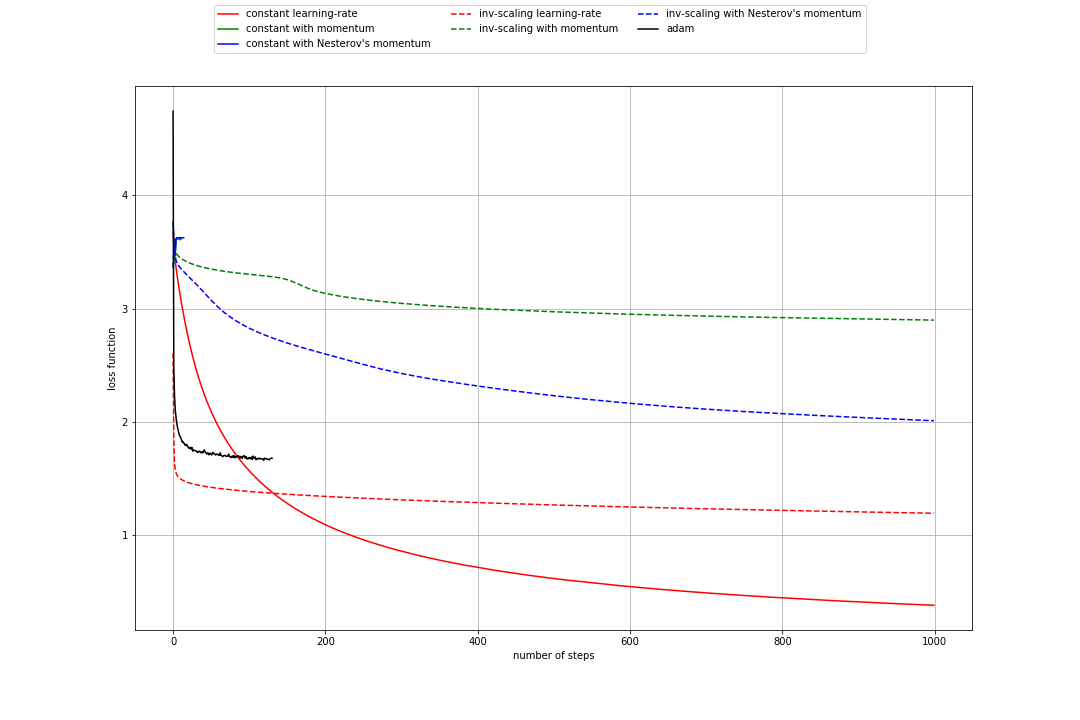 constant learning-rate
constant with momentum
constant with Nesterov's momentum
inv-scaling learning-rate
inv-scaling with momentum
inv-scaling with Nesterov's momentum
adam
loss function
4
3
2
1
0 200 400 600 800 1000
number of steps